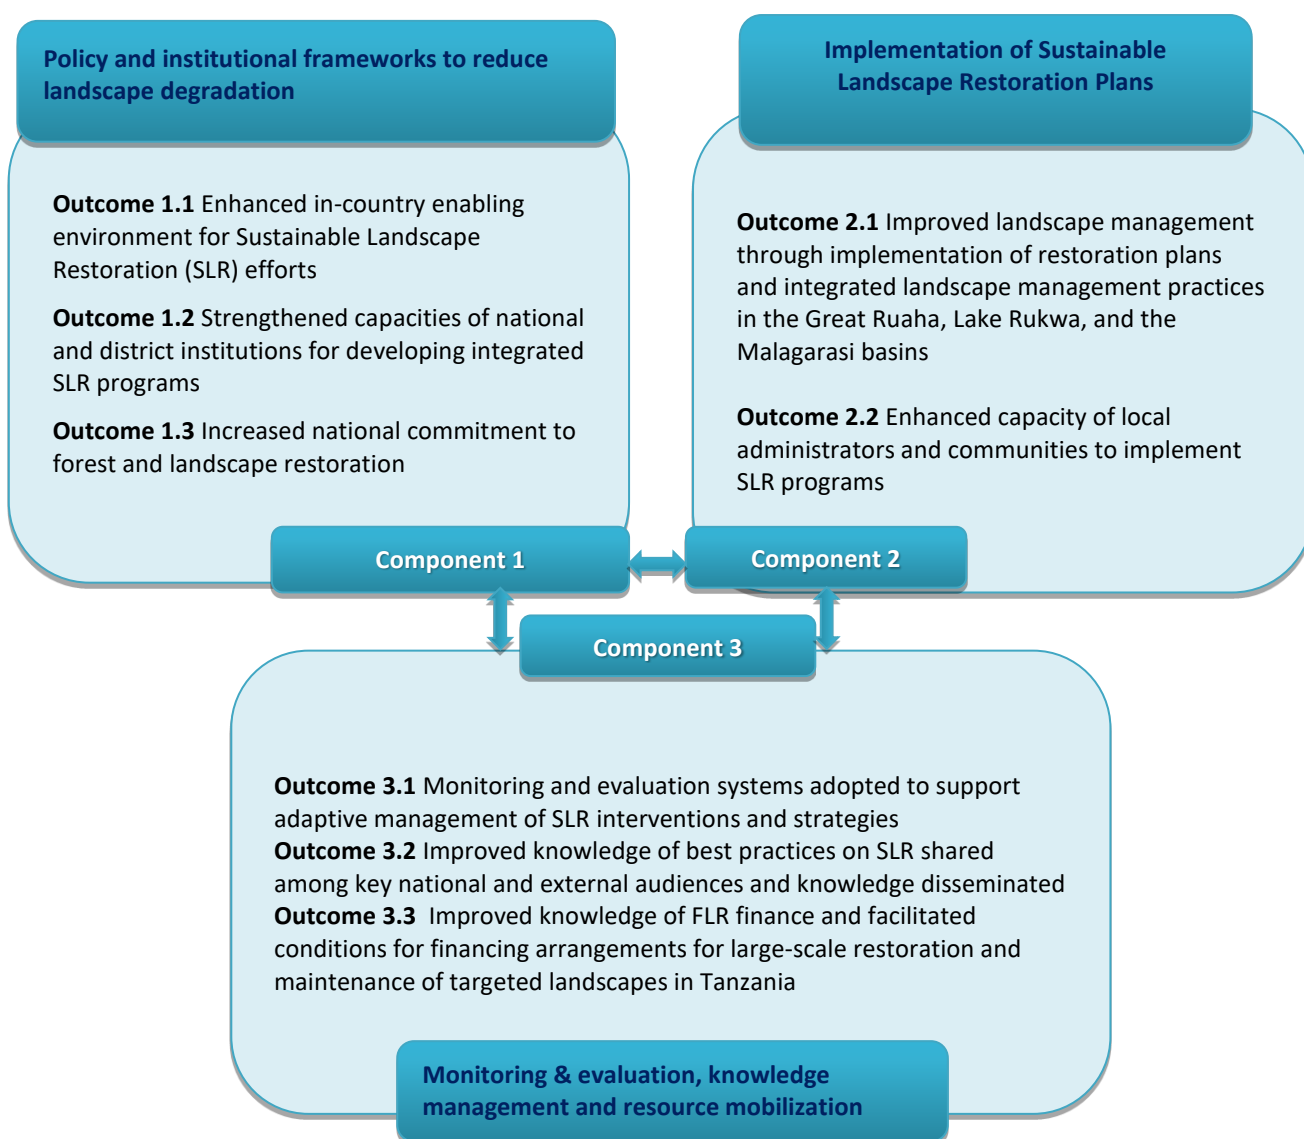 Policy and institutional frameworks to reduce
landscape degradation
Outcome 1.1 Enhanced in-country enabling
environment for Sustainable Landscape
Restoration (SLR) efforts
Outcome 1.2 Strengthened capacities of national
and district institutions for developing integrated
SLR programs
Outcome 1.3 Increased national commitment to
forest and landscape restoration
Component 1
Implementation of Sustainable
Landscape Restoration Plans
Outcome 2.1 Improved landscape management
through implementation of restoration plans
and integrated landscape management practices
in the Great Ruaha, Lake Rukwa, and the
Malagarasi basins
Outcome 2.2 Enhanced capacity of local
administrators and communities to implement
SLR programs
Component 2
Component 3
Outcome 3.1 Monitoring and evaluation systems adopted to support
adaptive management of SLR interventions and strategies
Outcome 3.2 Improved knowledge of best practices on SLR shared
among key national and external audiences and knowledge disseminated
Outcome 3.3 Improved knowledge of FLR finance and facilitated
conditions for financing arrangements for large-scale restoration and
maintenance of targeted landscapes in Tanzania
Monitoring & evaluation, knowledge
management and resource mobilization